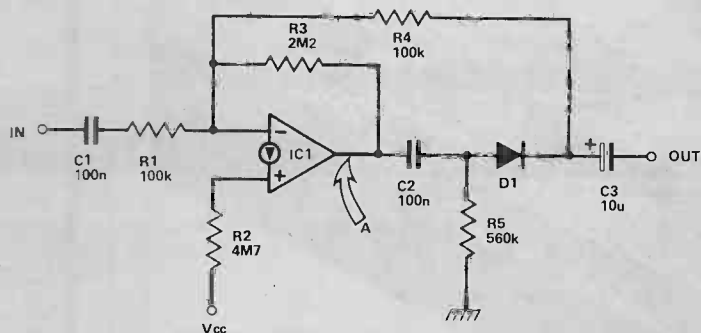 R3
2M2
R4
100k
IN
C1
100n
R1
100k
−
IC1
+
A
C2
100n
D1
+
C3
10u
OUT
R2
4M7
R5
560k
Vcc